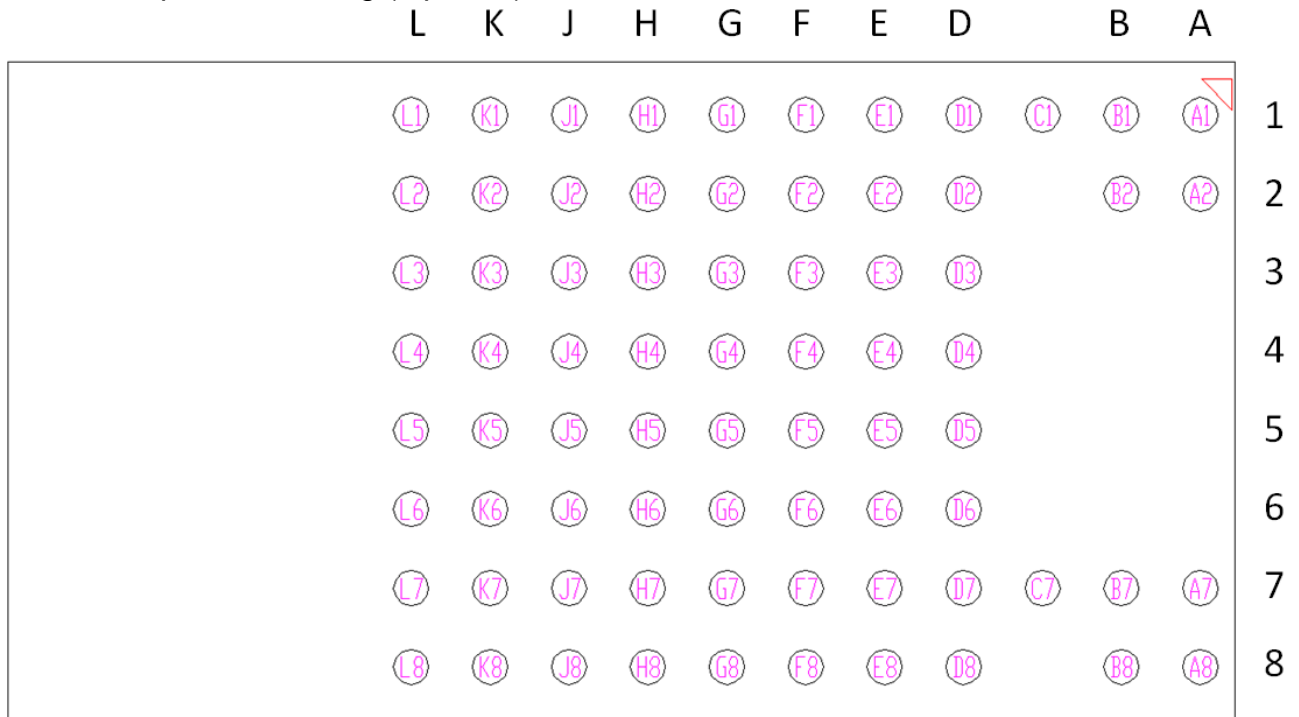 L K J H G F E D B A
L1 K1 J1 H1 G1 F1 E1 D1 C1 B1 A1 1
L2 K2 J2 H2 G2 F2 E2 D2 B2 A2 2
L3 K3 J3 H3 G3 F3 E3 D3 3
L4 K4 J4 H4 G4 F4 E4 D4 4
L5 K5 J5 H5 G5 F5 E5 D5 5
L6 K6 J6 H6 G6 F6 E6 D6 6
L7 K7 J7 H7 G7 F7 E7 D7 C7 B7 A7 7
L8 K8 J8 H8 G8 F8 E8 D8 B8 A8 8